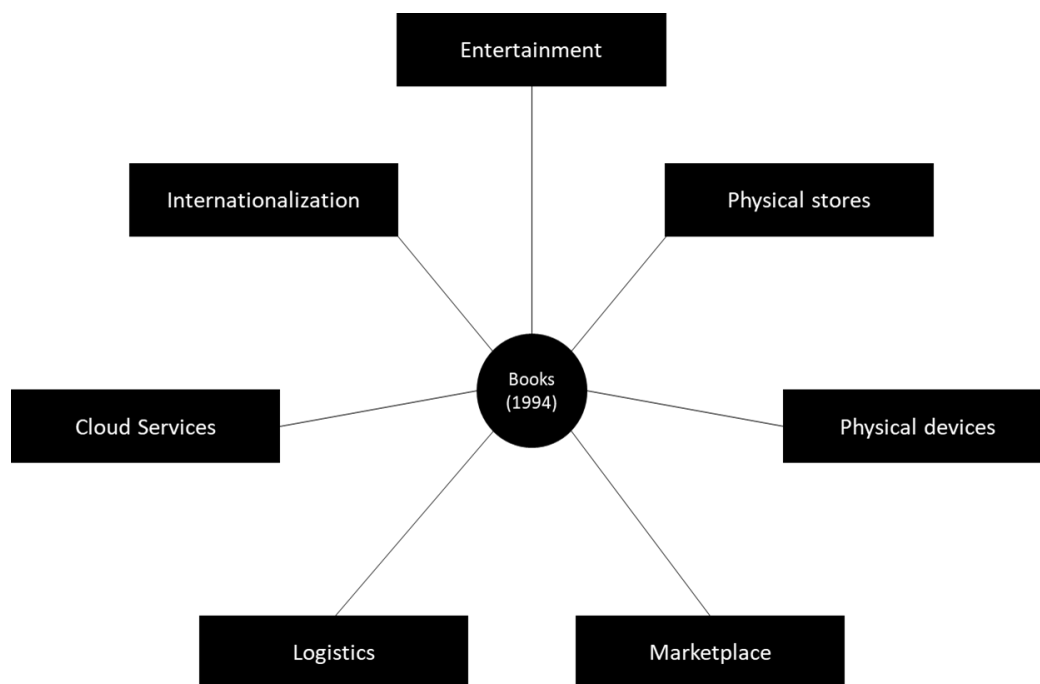 Entertainment
Internationalization
Physical stores
Books
(1994)
Cloud Services
Physical devices
Logistics
Marketplace